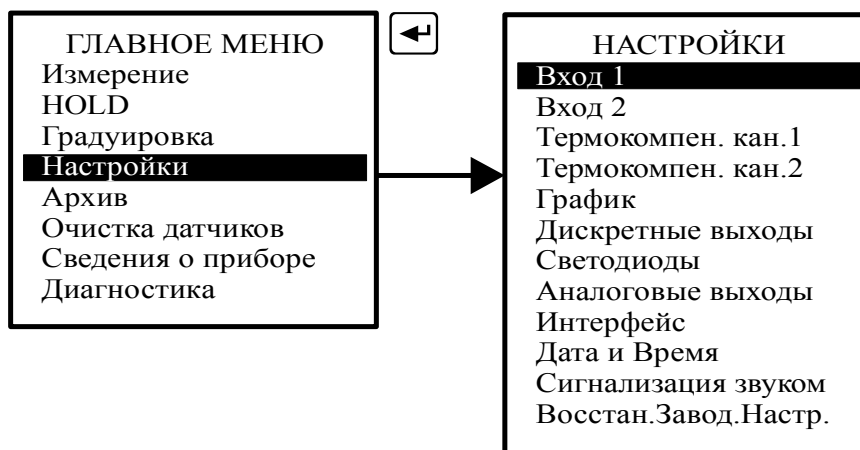 ГЛАВНОЕ МЕНЮ
Измерение
HOLD
Градуировка
Настройки
Архив
Очистка датчиков
Сведения о приборе
Диагностика
НАСТРОЙКИ
Вход 1
Вход 2
Термокомпен. кан.1
Термокомпен. кан.2
График
Дискретные выходы
Светодиоды
Аналоговые выходы
Интерфейс
Дата и Время
Сигнализация звуком
Восстан.Завод.Настр.